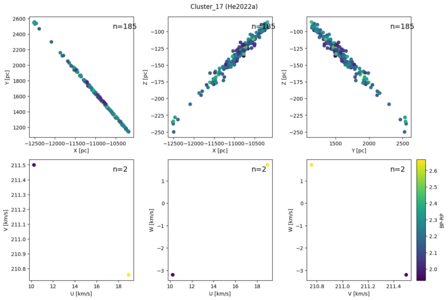 Cluster_17 (He2022a)
n=185
n=185
n=185
2600
2400
2200
2000
1800
1600
1400
1200
Y [pc]
-12500-12000-11500-11000-10500
X [pc]
-100
-125
-150
-175
-200
-225
-250
Z [pc]
-12500-12000-11500-11000-10500
X [pc]
-100
-125
-150
-175
-200
-225
-250
Z [pc]
1500 2000 2500
Y [pc]
n=2
n=2
n=2
211.5
211.4
211.3
211.2
211.1
211.0
210.9
210.8
V [km/s]
10 12 14 16 18
U [km/s]
1
0
-1
-2
-3
W [km/s]
10 12 14 16 18
U [km/s]
1
0
-1
-2
-3
W [km/s]
210.8 211.0 211.2 211.4
V [km/s]
2.6
2.5
2.4
2.3
2.2
2.1
2.0
BP-RP